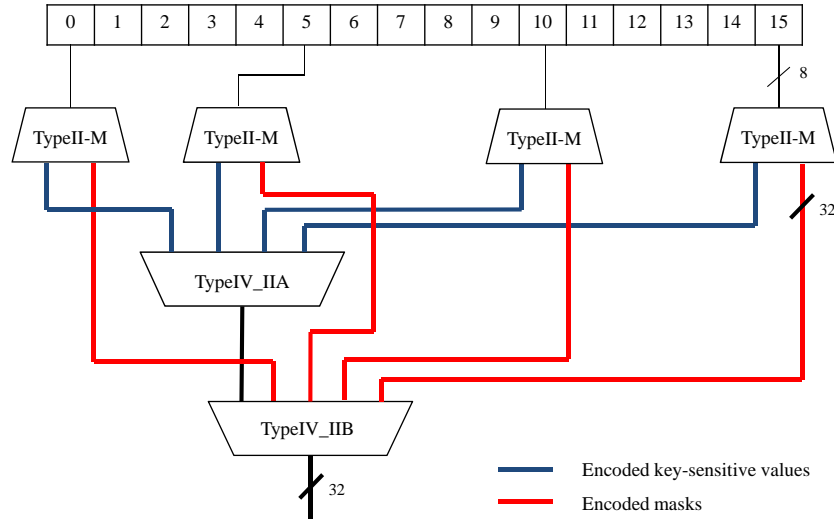 0 1 2 3 4 5 6 7 8 9 10 11 12 13 14 15
8
TypeII-M TypeII-M TypeII-M TypeII-M
32
TypeIV_IIA
TypeIV_IIB
32
Encoded key-sensitive values
Encoded masks